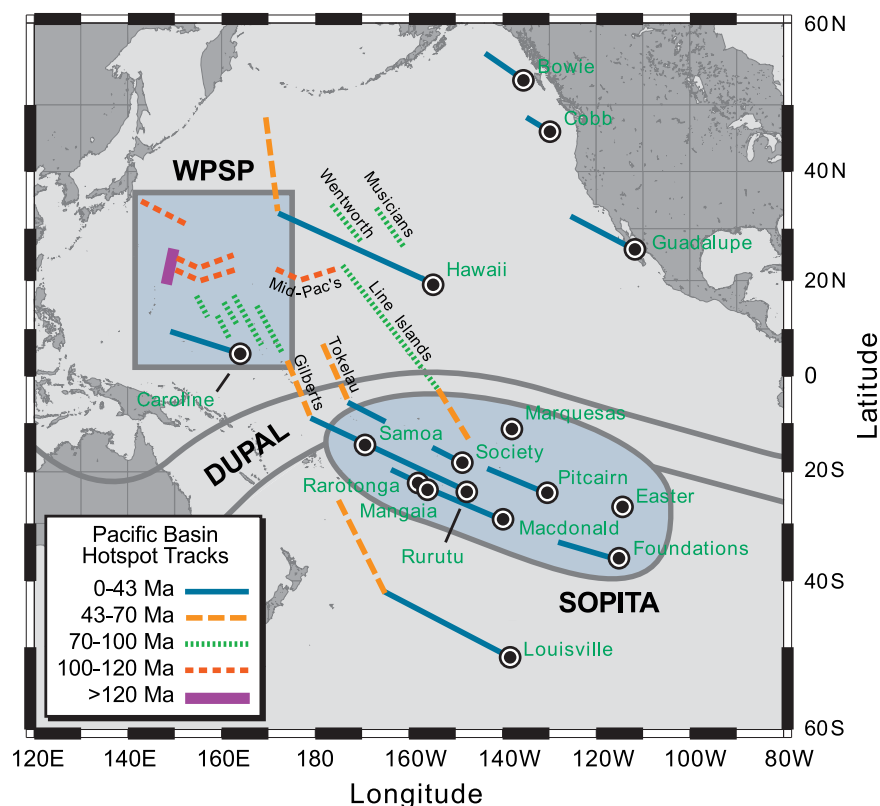 60N
Bowie
Cobb
40N
WPSP
Wentworth
Musicians
Guadalupe
Hawaii
20N
Mid-Pac's
Line Islands
Tokelau
Gilberts
Caroline
0
Latitude
Marquesas
DUPAL
Samoa
Society
20S
Rarotonga
Pitcairn
Easter
Mangaia
Macdonald
Rurutu
Foundations
Pacific Basin
Hotspot Tracks
0-43 Ma
43-70 Ma
70-100 Ma
100-120 Ma
>120 Ma
40S
SOPITA
Louisville
60S
120E 140E 160E 180 160W 140W 120W 100W 80W
Longitude